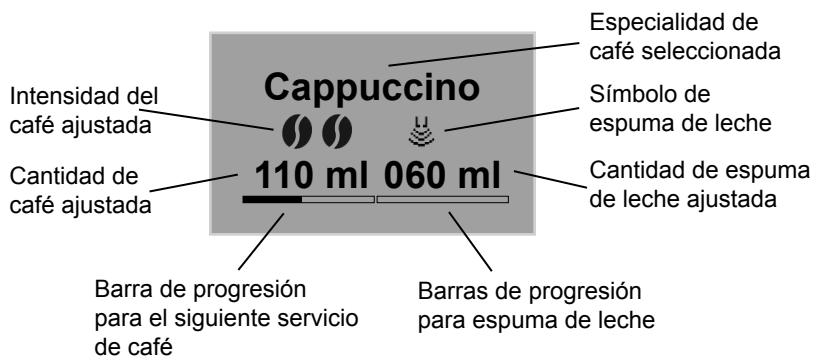 Especialidad de
café seleccionada
Cappuccino
Intensidad del
café ajustada
Símbolo de
espuma de leche
Cantidad de
café ajustada
110 ml 060 ml
Cantidad de espuma
de leche ajustada
Barra de progresión
para el siguiente servicio
de café
Barras de progresión
para espuma de leche